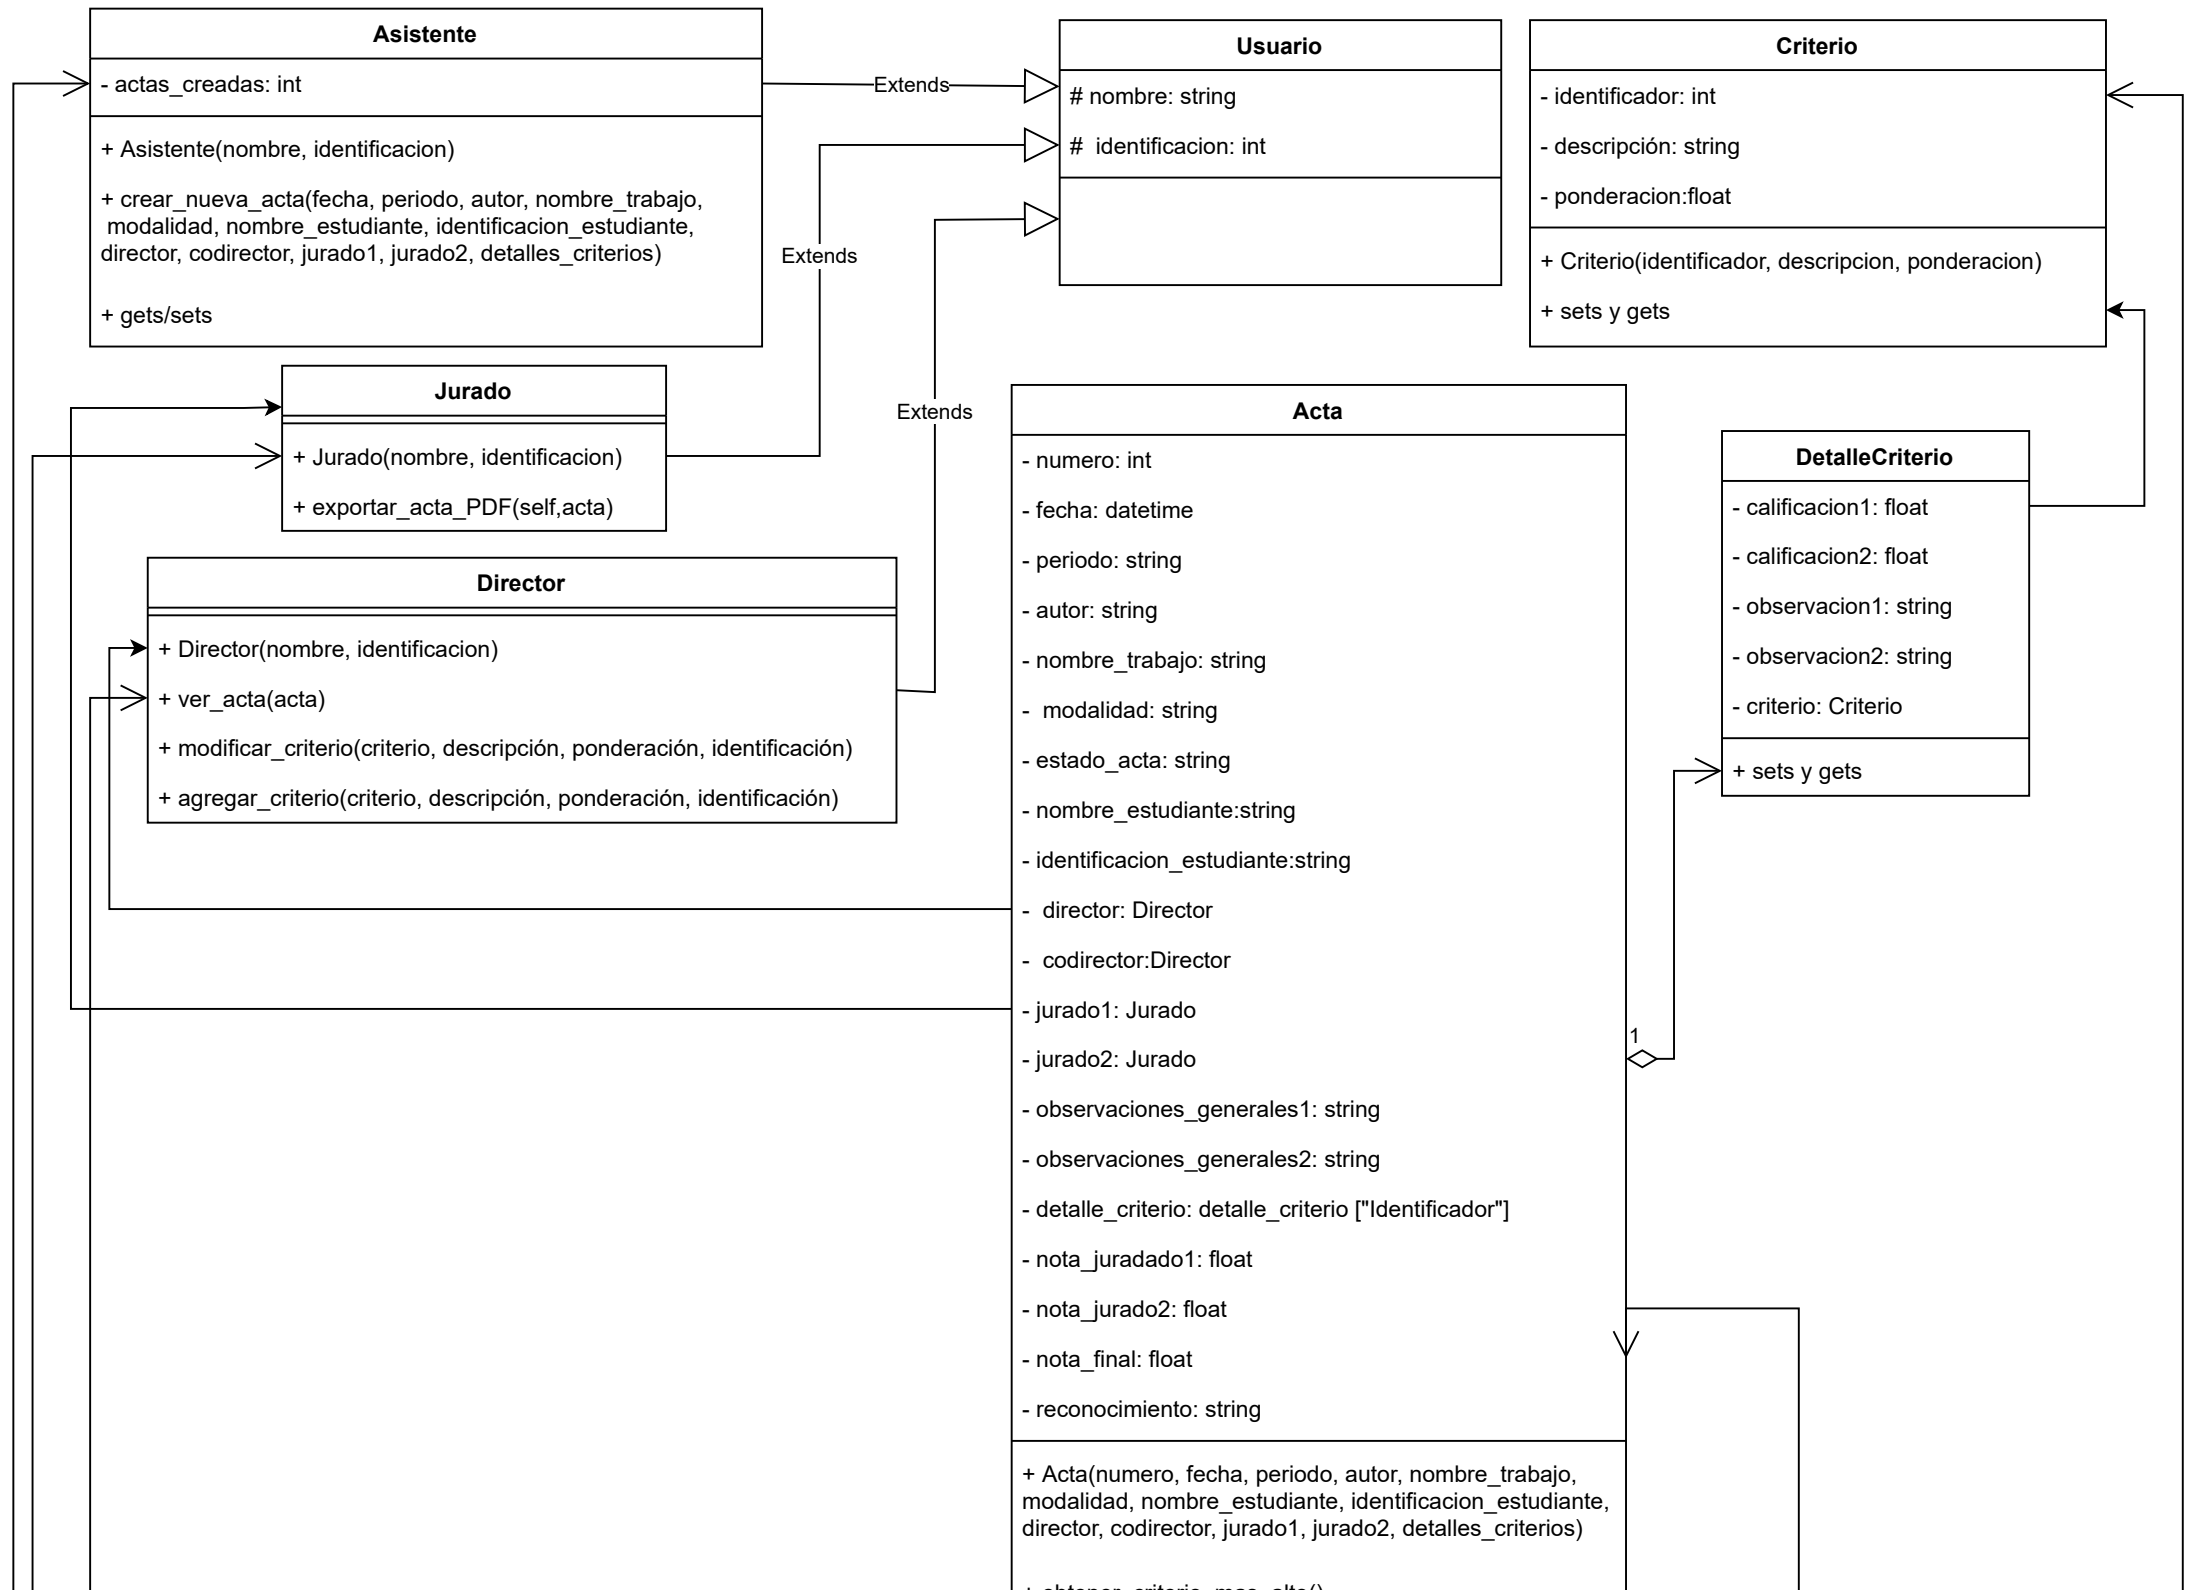 Asistente
- actas_creadas: int
+ Asistente(nombre, identificacion)
+ crear_nueva_acta(fecha, periodo, autor, nombre_trabajo,
modalidad, nombre_estudiante, identificacion_estudiante,
director, codirector, jurado1, jurado2, detalles_criterios)
+ gets/sets
Extends
Extends
Extends
Usuario
# nombre: string
# identificacion: int
Criterio
- identificador: int
- descripción: string
- ponderacion:float
+ Criterio(identificador, descripcion, ponderacion)
+ sets y gets
Jurado
+ Jurado(nombre, identificacion)
+ exportar_acta_PDF(self,acta)
Director
+ Director(nombre, identificacion)
+ ver_acta(acta)
+ modificar_criterio(criterio, descripción, ponderación, identificación)
+ agregar_criterio(criterio, descripción, ponderación, identificación)
Acta
- numero: int
- fecha: datetime
- periodo: string
- autor: string
- nombre_trabajo: string
- modalidad: string
- estado_acta: string
- nombre_estudiante:string
- identificacion_estudiante:string
- director: Director
- codirector:Director
- jurado1: Jurado
- jurado2: Jurado
- observaciones_generales1: string
- observaciones_generales2: string
- detalle_criterio: detalle_criterio ["Identificador"]
- nota_juradado1: float
- nota_jurado2: float
- nota_final: float
- reconocimiento: string
+ Acta(numero, fecha, periodo, autor, nombre_trabajo,
modalidad, nombre_estudiante, identificacion_estudiante,
director, codirector, jurado1, jurado2, detalles_criterios)
1
DetalleCriterio
- calificacion1: float
- calificacion2: float
- observacion1: string
- observacion2: string
- criterio: Criterio
+ sets y gets